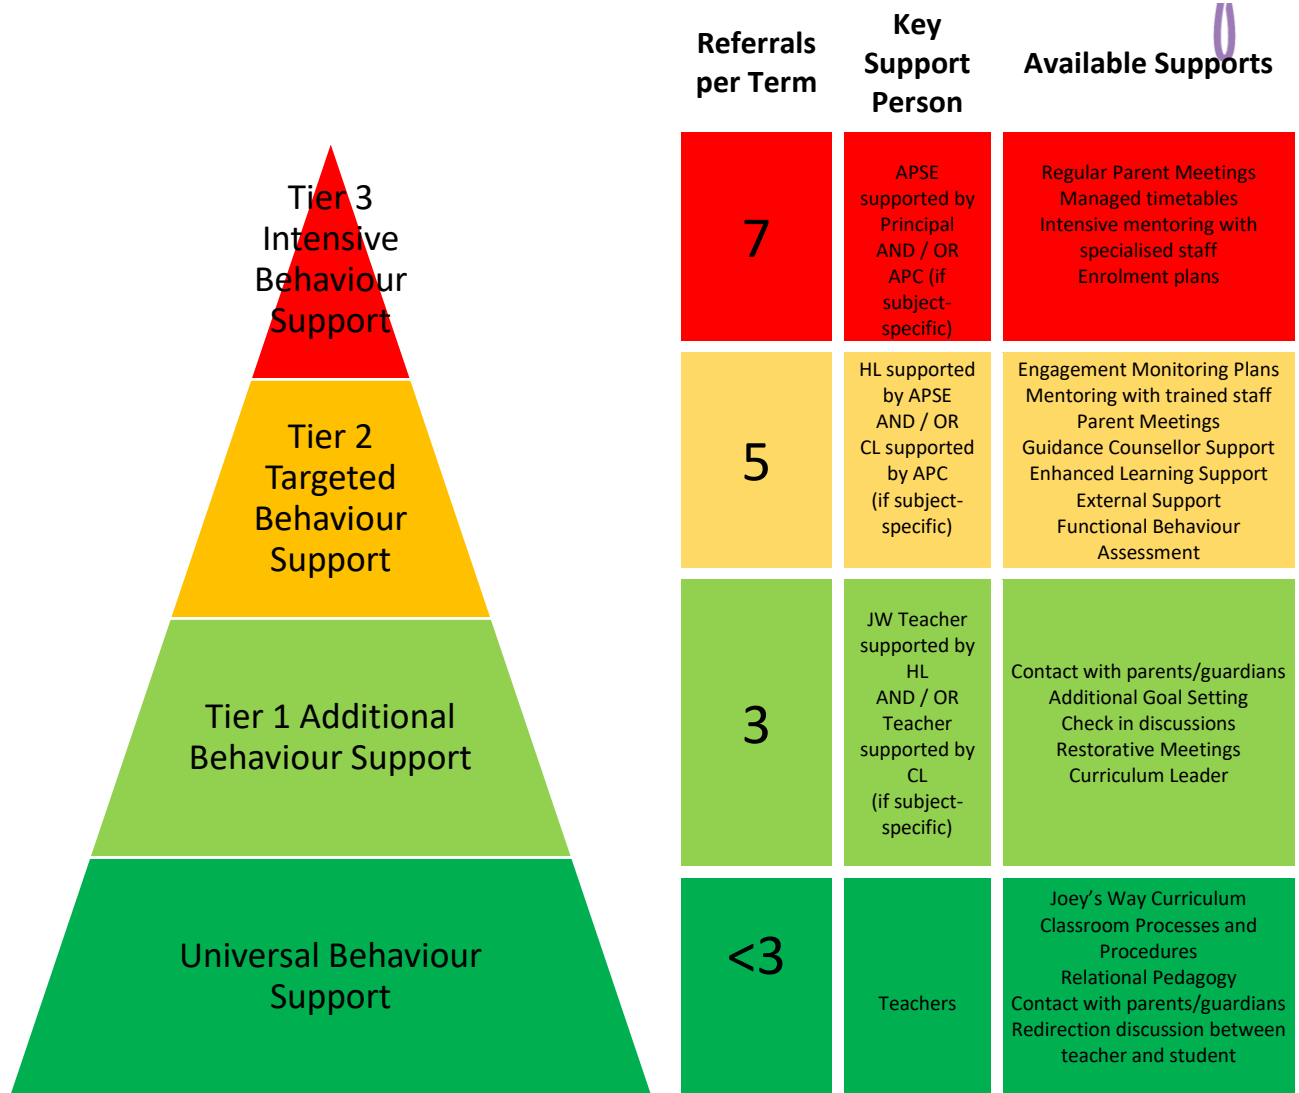 Referrals
per Term
Key
Support
Person
Available Supports
Tier 3
Intensive
Behaviour
Support
7
APSE
supported by
Principal
AND / OR
APC (if
subject-
specific)
Regular Parent Meetings
Managed timetables
Intensive mentoring with
specialised staff
Enrolment plans
Tier 2
Targeted
Behaviour
Support
5
HL supported
by APSE
AND / OR
CL supported
by APC
(if subject-
specific)
Engagement Monitoring Plans
Mentoring with trained staff
Parent Meetings
Guidance Counsellor Support
Enhanced Learning Support
External Support
Functional Behaviour
Assessment
Tier 1 Additional
Behaviour Support
3
JW Teacher
supported by
HL
AND / OR
Teacher
supported by
CL
(if subject-
specific)
Contact with parents/guardians
Additional Goal Setting
Check in discussions
Restorative Meetings
Curriculum Leader
Universal Behaviour
Support
<3
Teachers
Joey’s Way Curriculum
Classroom Processes and
Procedures
Relational Pedagogy
Contact with parents/guardians
Redirection discussion between
teacher and student